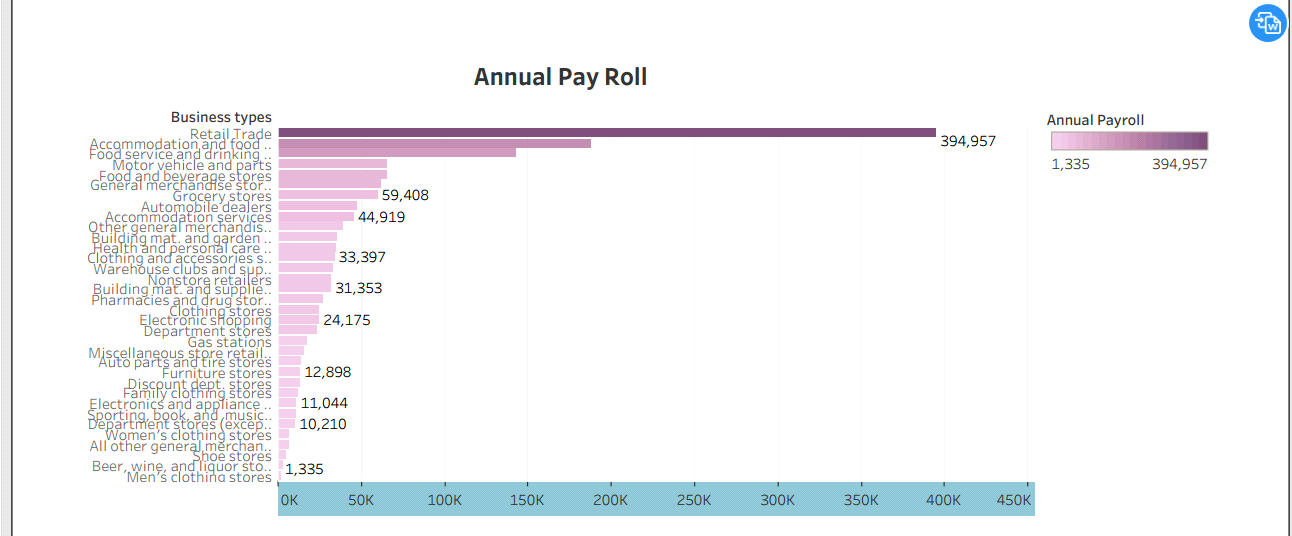 W
Annual Pay Roll
Business types
Annual Payroll
1,335 394,957
Retail Trade 394,957
Accommodation and food ..
Food service and drinking ..
Motor vehicle and parts
Food and beverage stores
General merchandise stor..
Grocery stores 59,408
Automobile dealers
Accommodation services 44,919
Other general merchandis..
Building mat. and garden ..
Health and personal care ..
Clothing and accessories s.. 33,397
Warehouse clubs and sup..
Nonstore retailers
Building mat. and supplie.. 31,353
Pharmacies and drug stor..
Clothing stores
Electronic shopping 24,175
Department stores
Gas stations
Miscellaneous store retail..
Auto parts and tire stores
Furniture stores 12,898
Discount dept. stores
Family clothing stores
Electronics and appliance .. 11,044
Sporting, book, and ,music..
Department stores (excep.. 10,210
Women's clothing stores
All other general merchan..
Shoe stores
Beer, wine, and liquor sto.. 1,335
Men's clothing stores
0K 50K 100K 150K 200K 250K 300K 350K 400K 450K